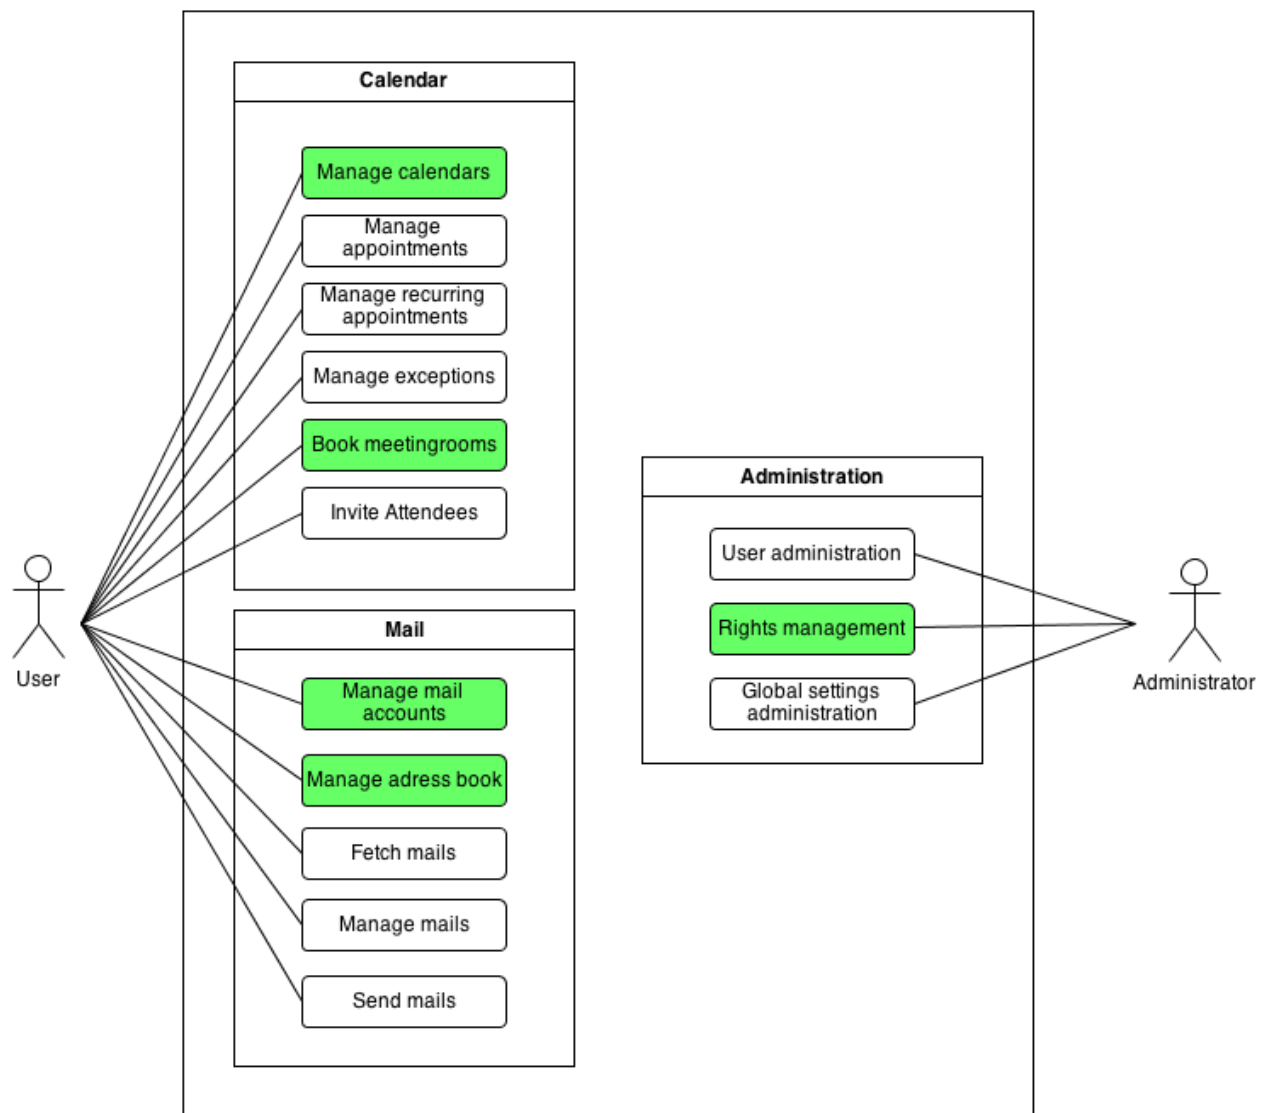 Calendar
Manage calendars
Manage
appointments
Manage recurring
appointments
Manage exceptions
Book meetingrooms
Invite Attendees
User
Mail
Manage mail
accounts
Manage adress book
Fetch mails
Manage mails
Send mails
Administration
User administration
Rights management
Global settings
administration
Administrator